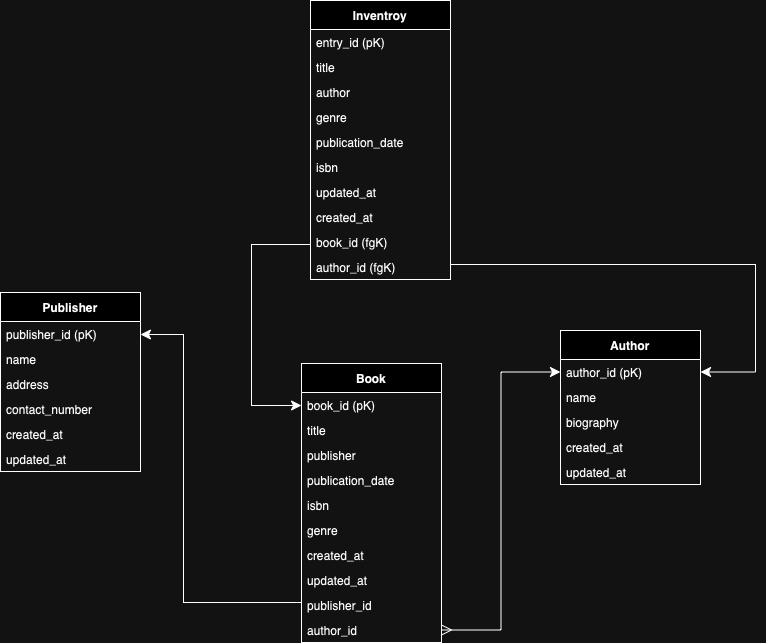 Inventroy
entry_id (pK)
title
author
genre
publication_date
isbn
updated_at
created_at
book_id (fgK)
author_id (fgK)
Publisher
publisher_id (pK)
name
address
contact_number
created_at
updated_at
Book
book_id (pK)
title
publisher
publication_date
isbn
genre
created_at
updated_at
publisher_id
author_id
Author
author_id (pK)
name
biography
created_at
updated_at